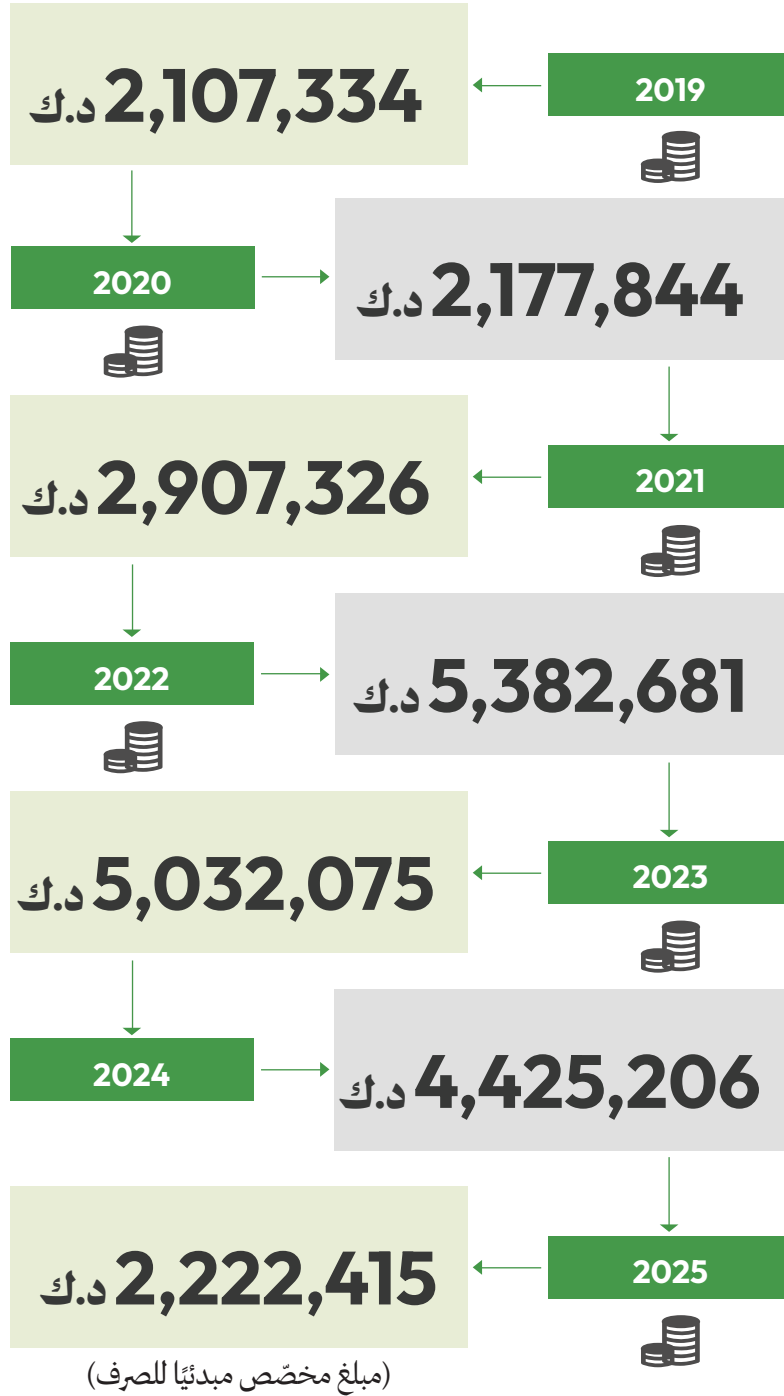 2019
2,107,334 د.ك
2020
2,177,844 د.ك
2021
2,907,326 د.ك
2022
5,382,681 د.ك
2023
5,032,075 د.ك
2024
4,425,206 د.ك
2025
2,222,415 د.ك
(مبلغ مخصّص مبدئيًا للصرف)